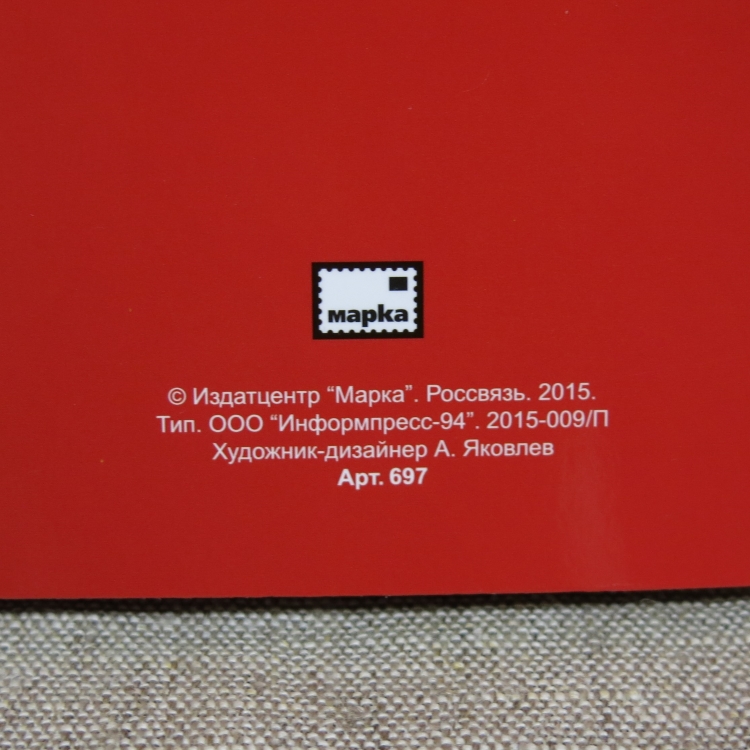 марка
© Издатцентр “Марка”. Россвязь. 2015.
Тип. ООО “Информпресс-94”. 2015-009/П
Художник-дизайнер А. Яковлев
Арт. 697